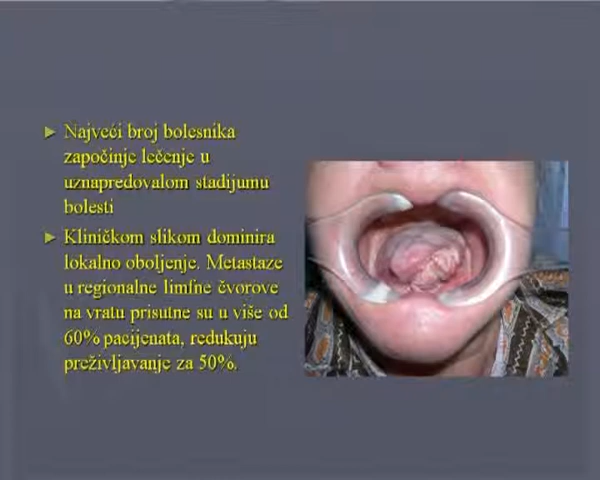 Najveći broj bolesnika
započinje lečenje u
uznapredovalom stadijumu
bolesti
Kliničkom slikom dominira
lokalno oboljenje. Metastaze
u regionalne limfne čvorove
na vratu prisutne su u više od
60% pacijenata, redukuju
preživljavanje za 50%.